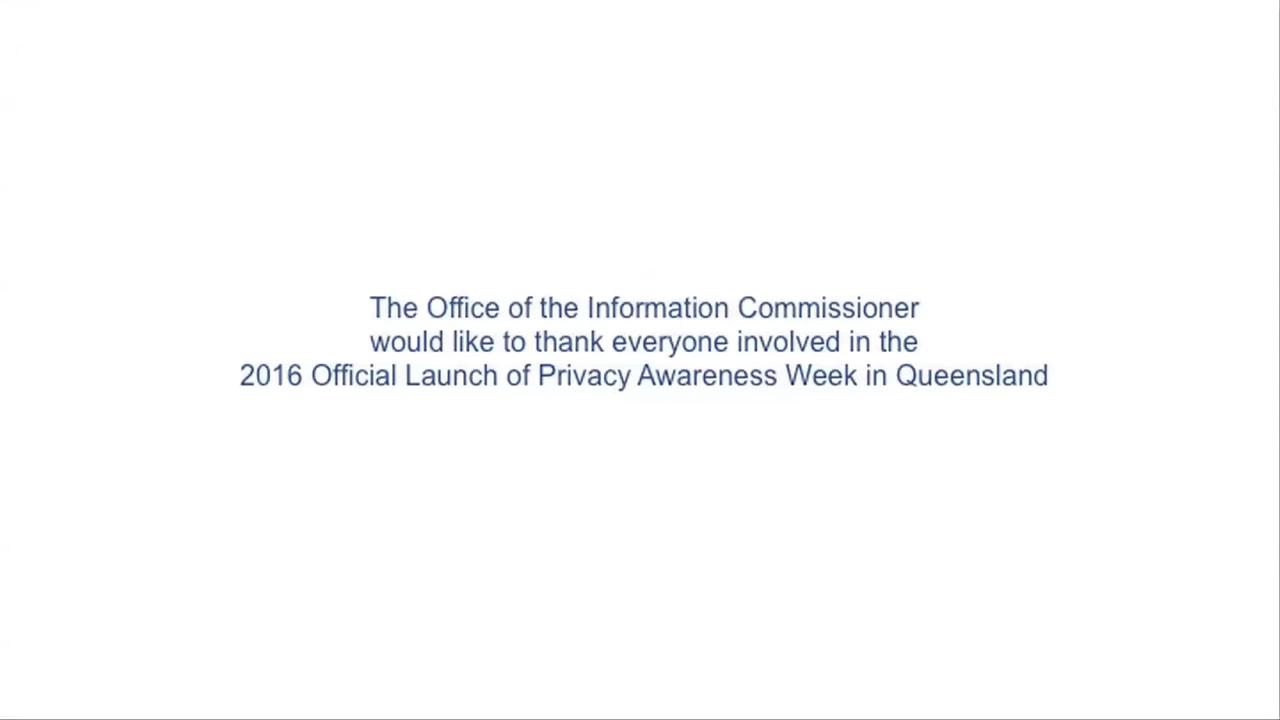 The Office of the Information Commissioner
would like to thank everyone involved in the
2016 Official Launch of Privacy Awareness Week in Queensland